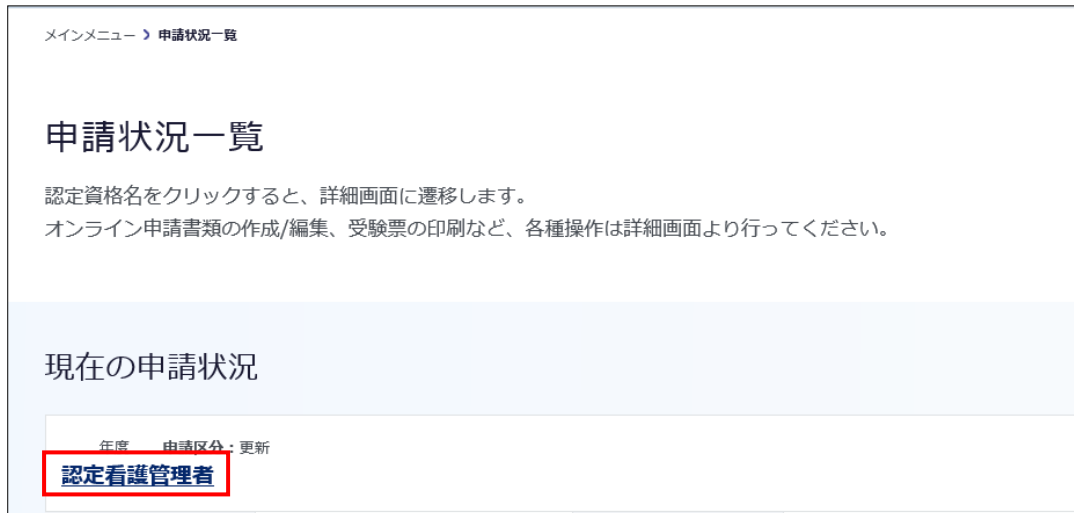 メインメニュー 》 申請状況一覧
申請状況一覧
認定資格名をクリックすると、詳細画面に遷移します。
オンライン申請書類の作成/編集、受験票の印刷など、各種操作は詳細画面より行ってください。
現在の申請状況
年度 申請区分：更新
認定看護管理者